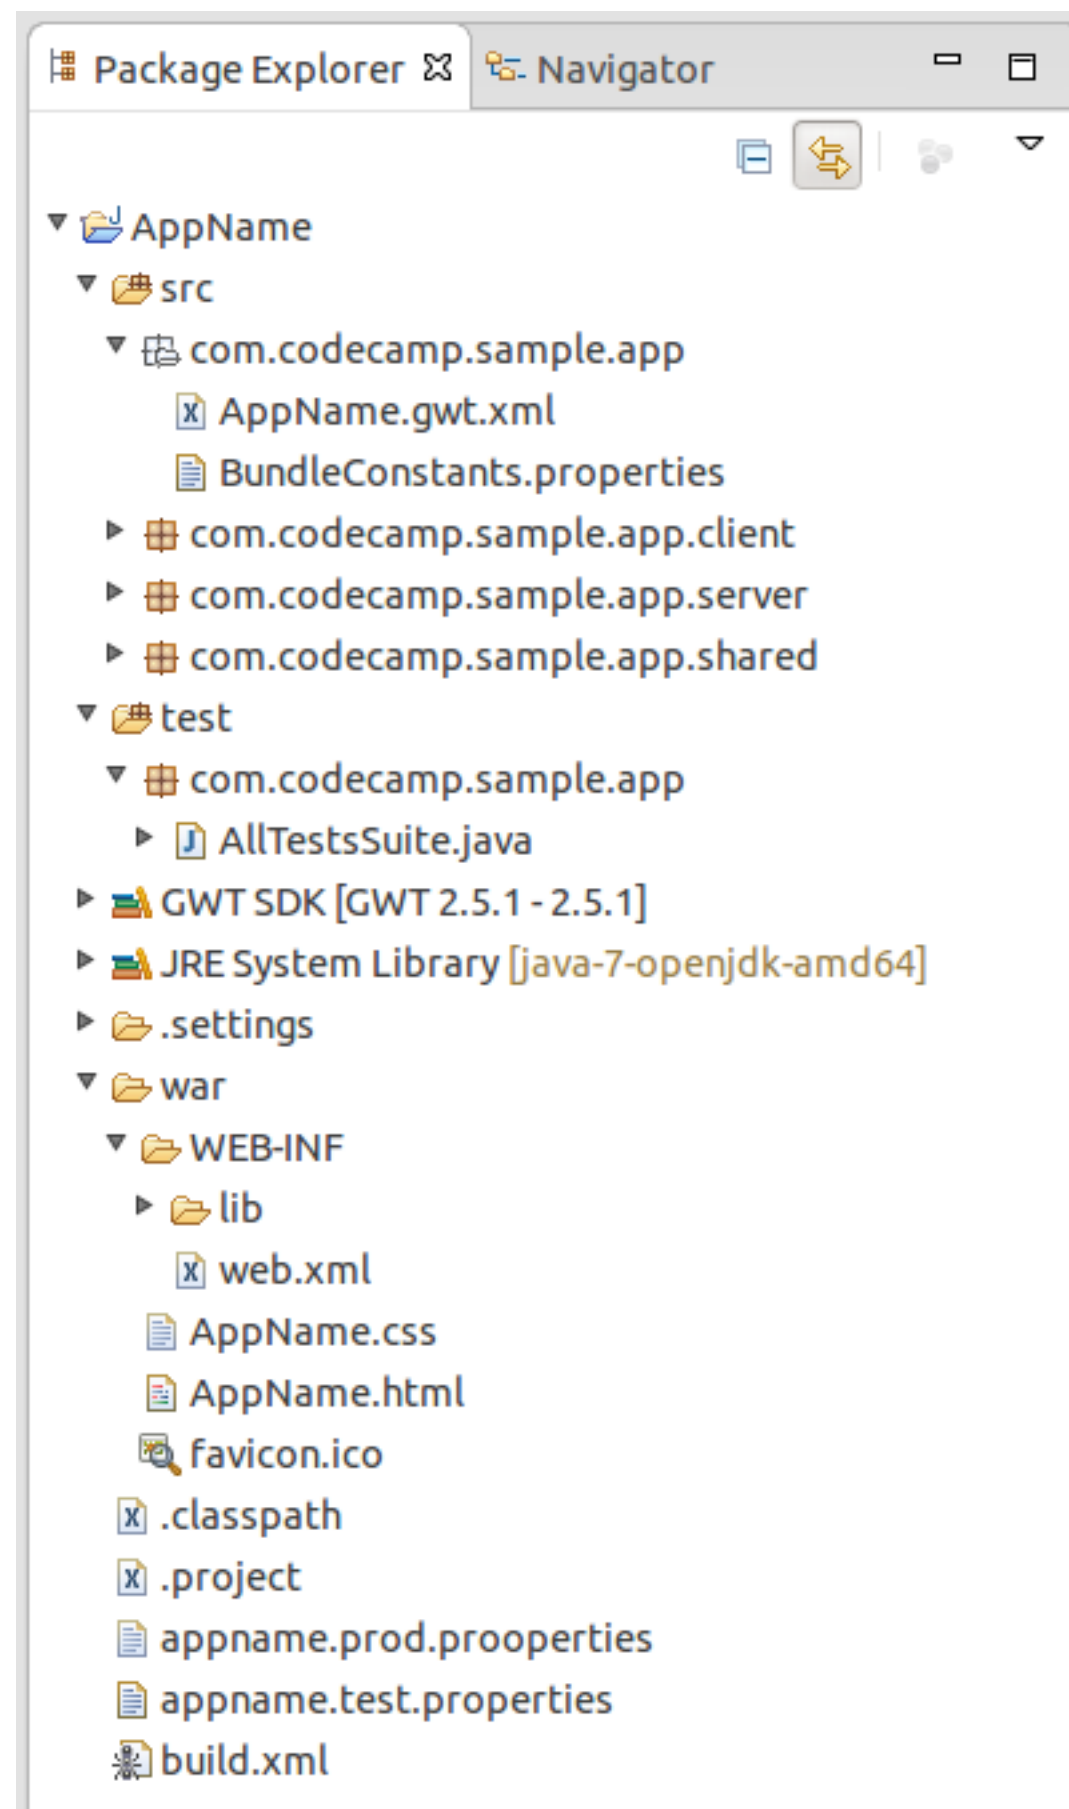 Package Explorer Navigator
AppName
src
com.codecamp.sample.app
AppName.gwt.xml
BundleConstants.properties
com.codecamp.sample.app.client
com.codecamp.sample.app.server
com.codecamp.sample.app.shared
test
com.codecamp.sample.app
AllTestsSuite.java
GWT SDK [GWT 2.5.1 - 2.5.1]
JRE System Library [java-7-openjdk-amd64]
.settings
war
WEB-INF
lib
web.xml
AppName.css
AppName.html
favicon.ico
.classpath
.project
appname.prod.prooperties
appname.test.properties
build.xml